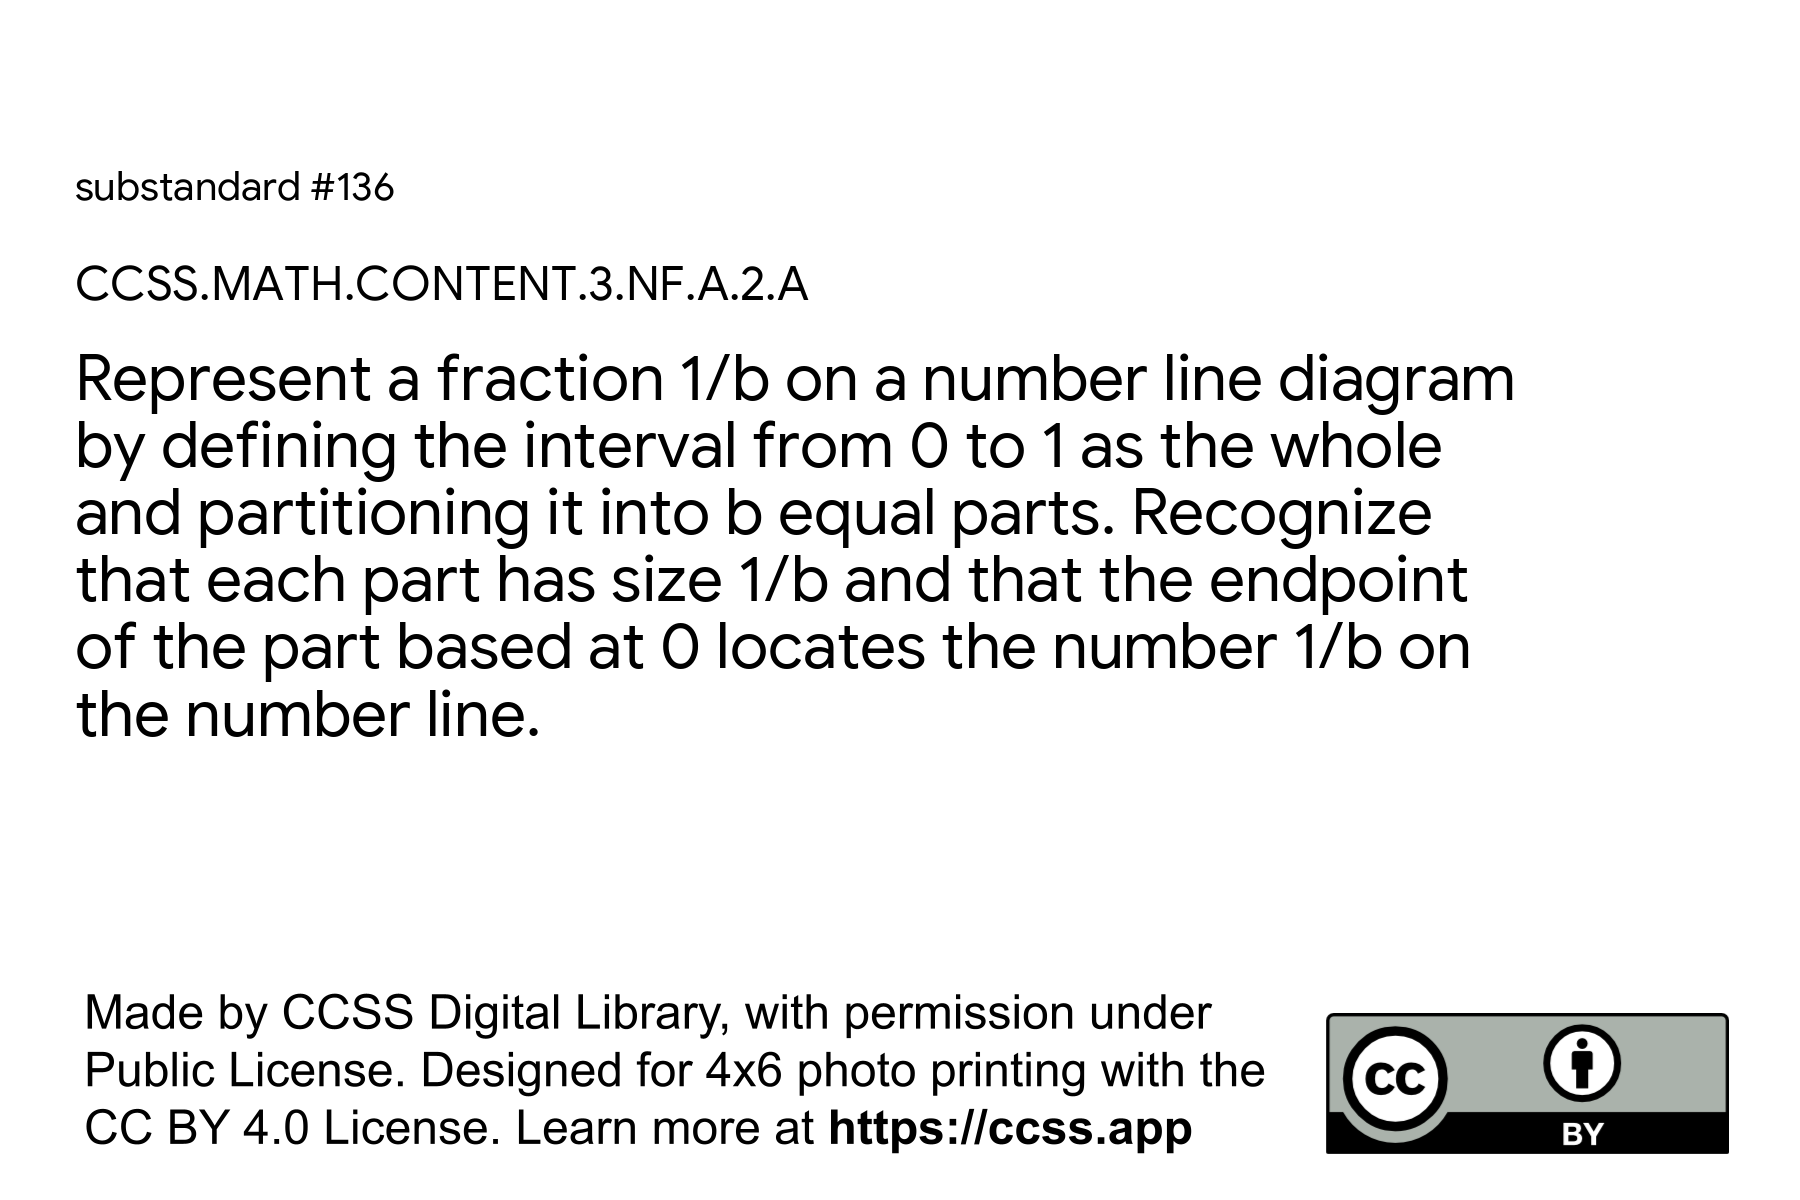 substandard #136
CCSS.MATH.CONTENT.3.NF.A.2.A
Represent a fraction 1/b on a number line diagram
by defining the interval from 0 to 1 as the whole
and partitioning it into b equal parts. Recognize
that each part has size 1/b and that the endpoint
of the part based at 0 locates the number 1/b on
the number line.
Made by CCSS Digital Library, with permission under
Public License. Designed for 4x6 photo printing with the
CC BY 4.0 License. Learn more at https://ccss.app
CC
BY